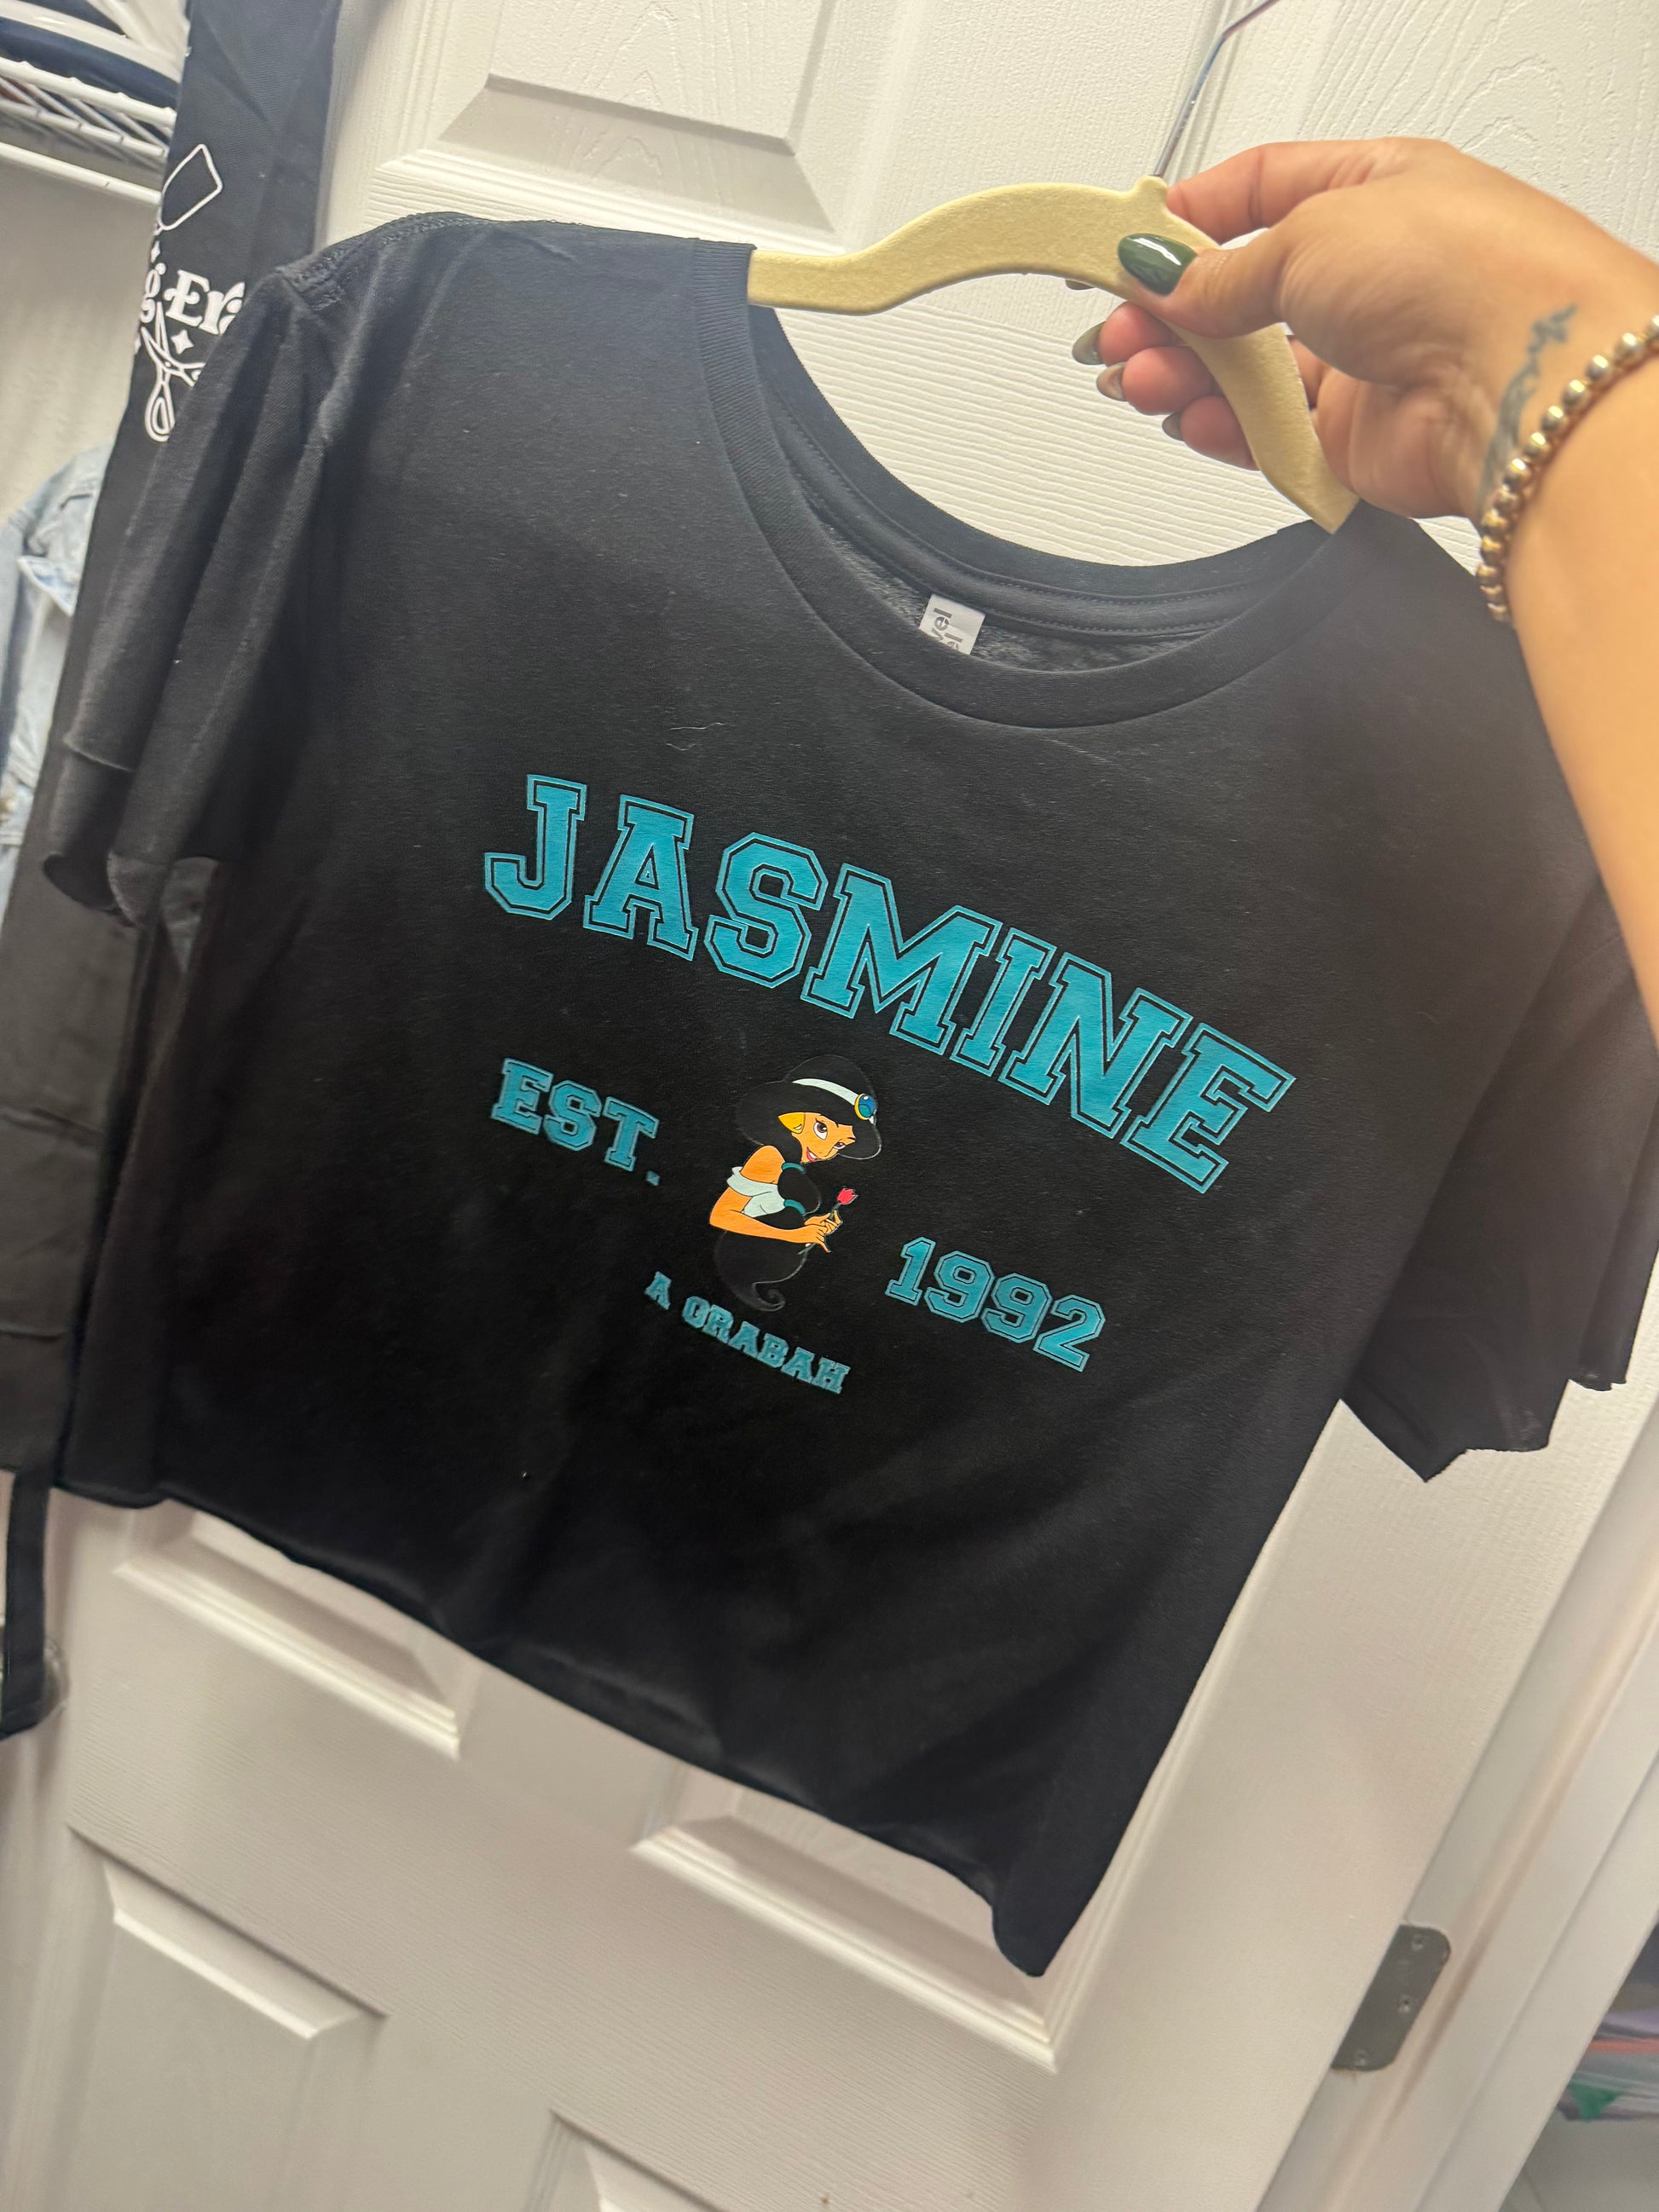 JASMINE
EST.
1992
A GRABAH